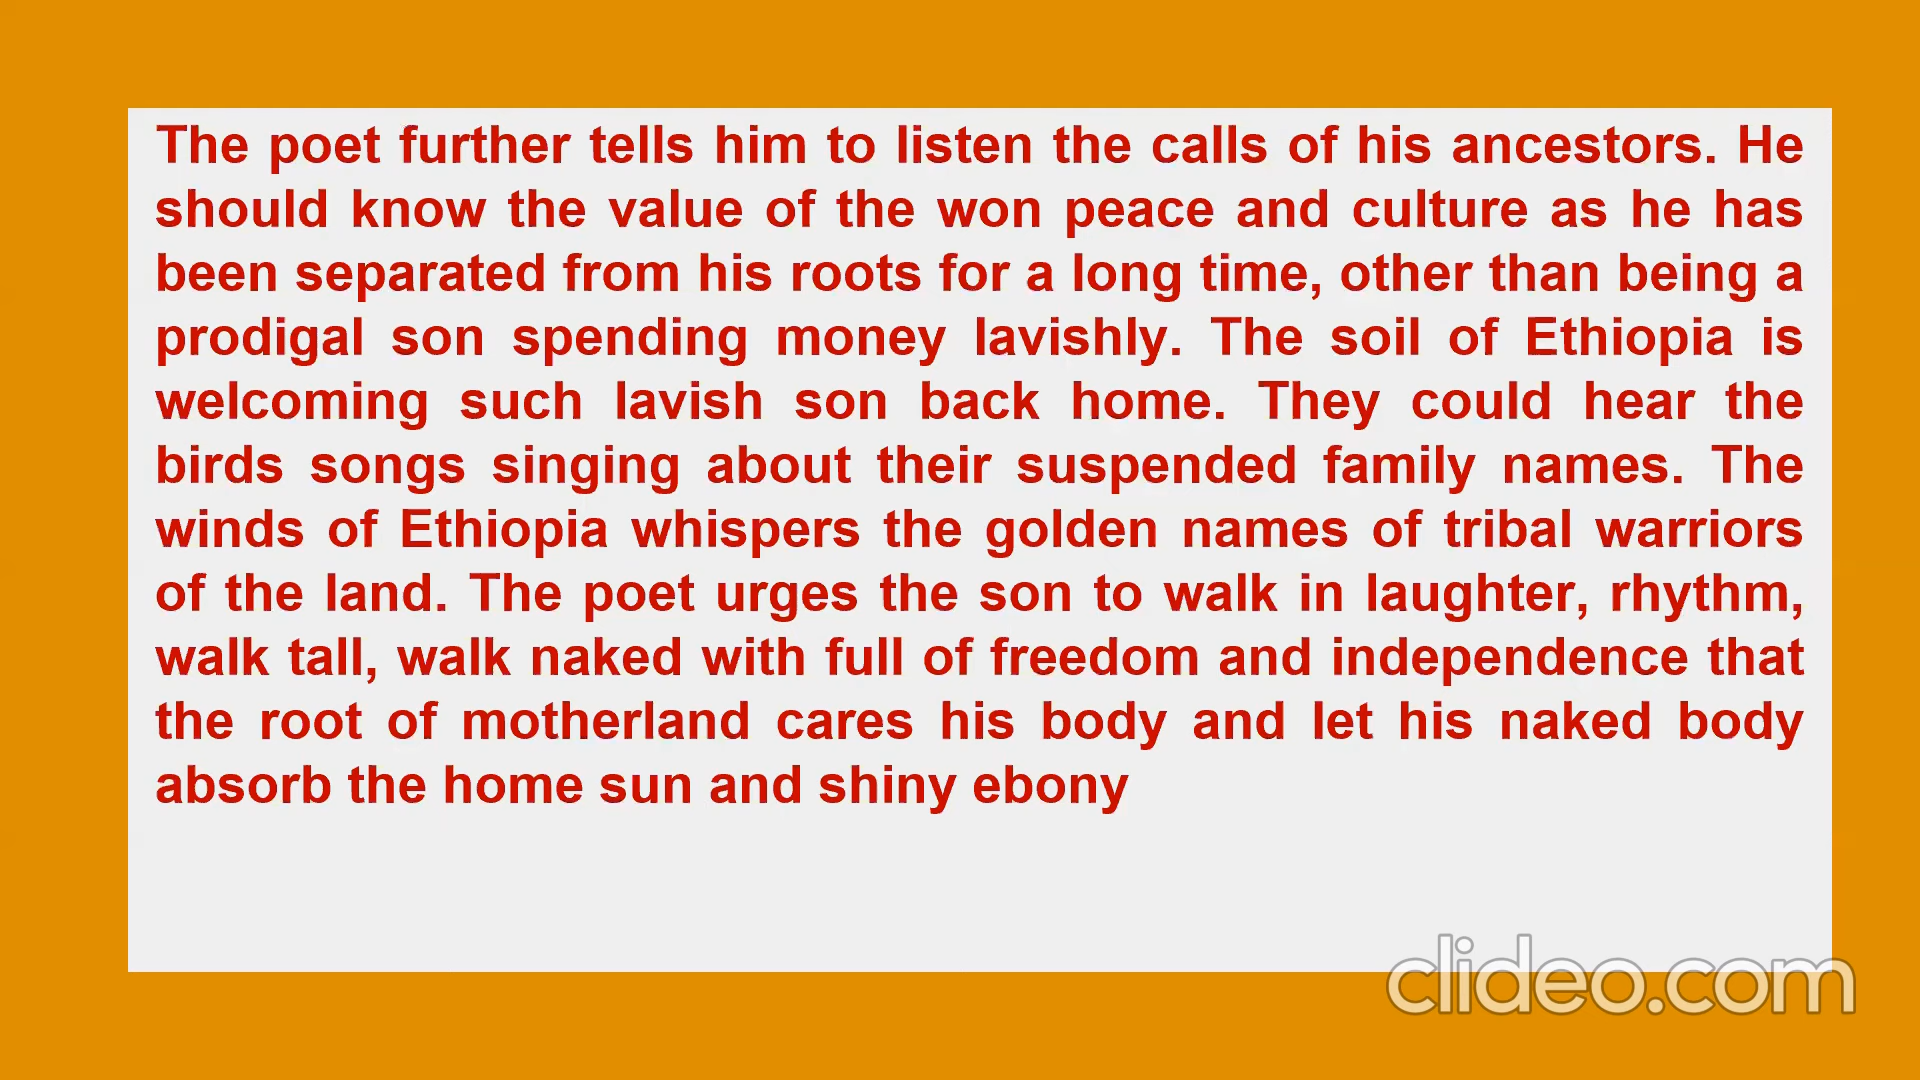 The poet further tells him to listen the calls of his ancestors. He
should know the value of the won peace and culture as he has
been separated from his roots for a long time, other than being a
prodigal son spending money lavishly. The soil of Ethiopia is
welcoming such lavish son back home. They could hear the
birds songs singing about their suspended family names. The
winds of Ethiopia whispers the golden names of tribal warriors
of the land. The poet urges the son to walk in laughter, rhythm,
walk tall, walk naked with full of freedom and independence that
the root of motherland cares his body and let his naked body
absorb the home sun and shiny ebony
clideo.com